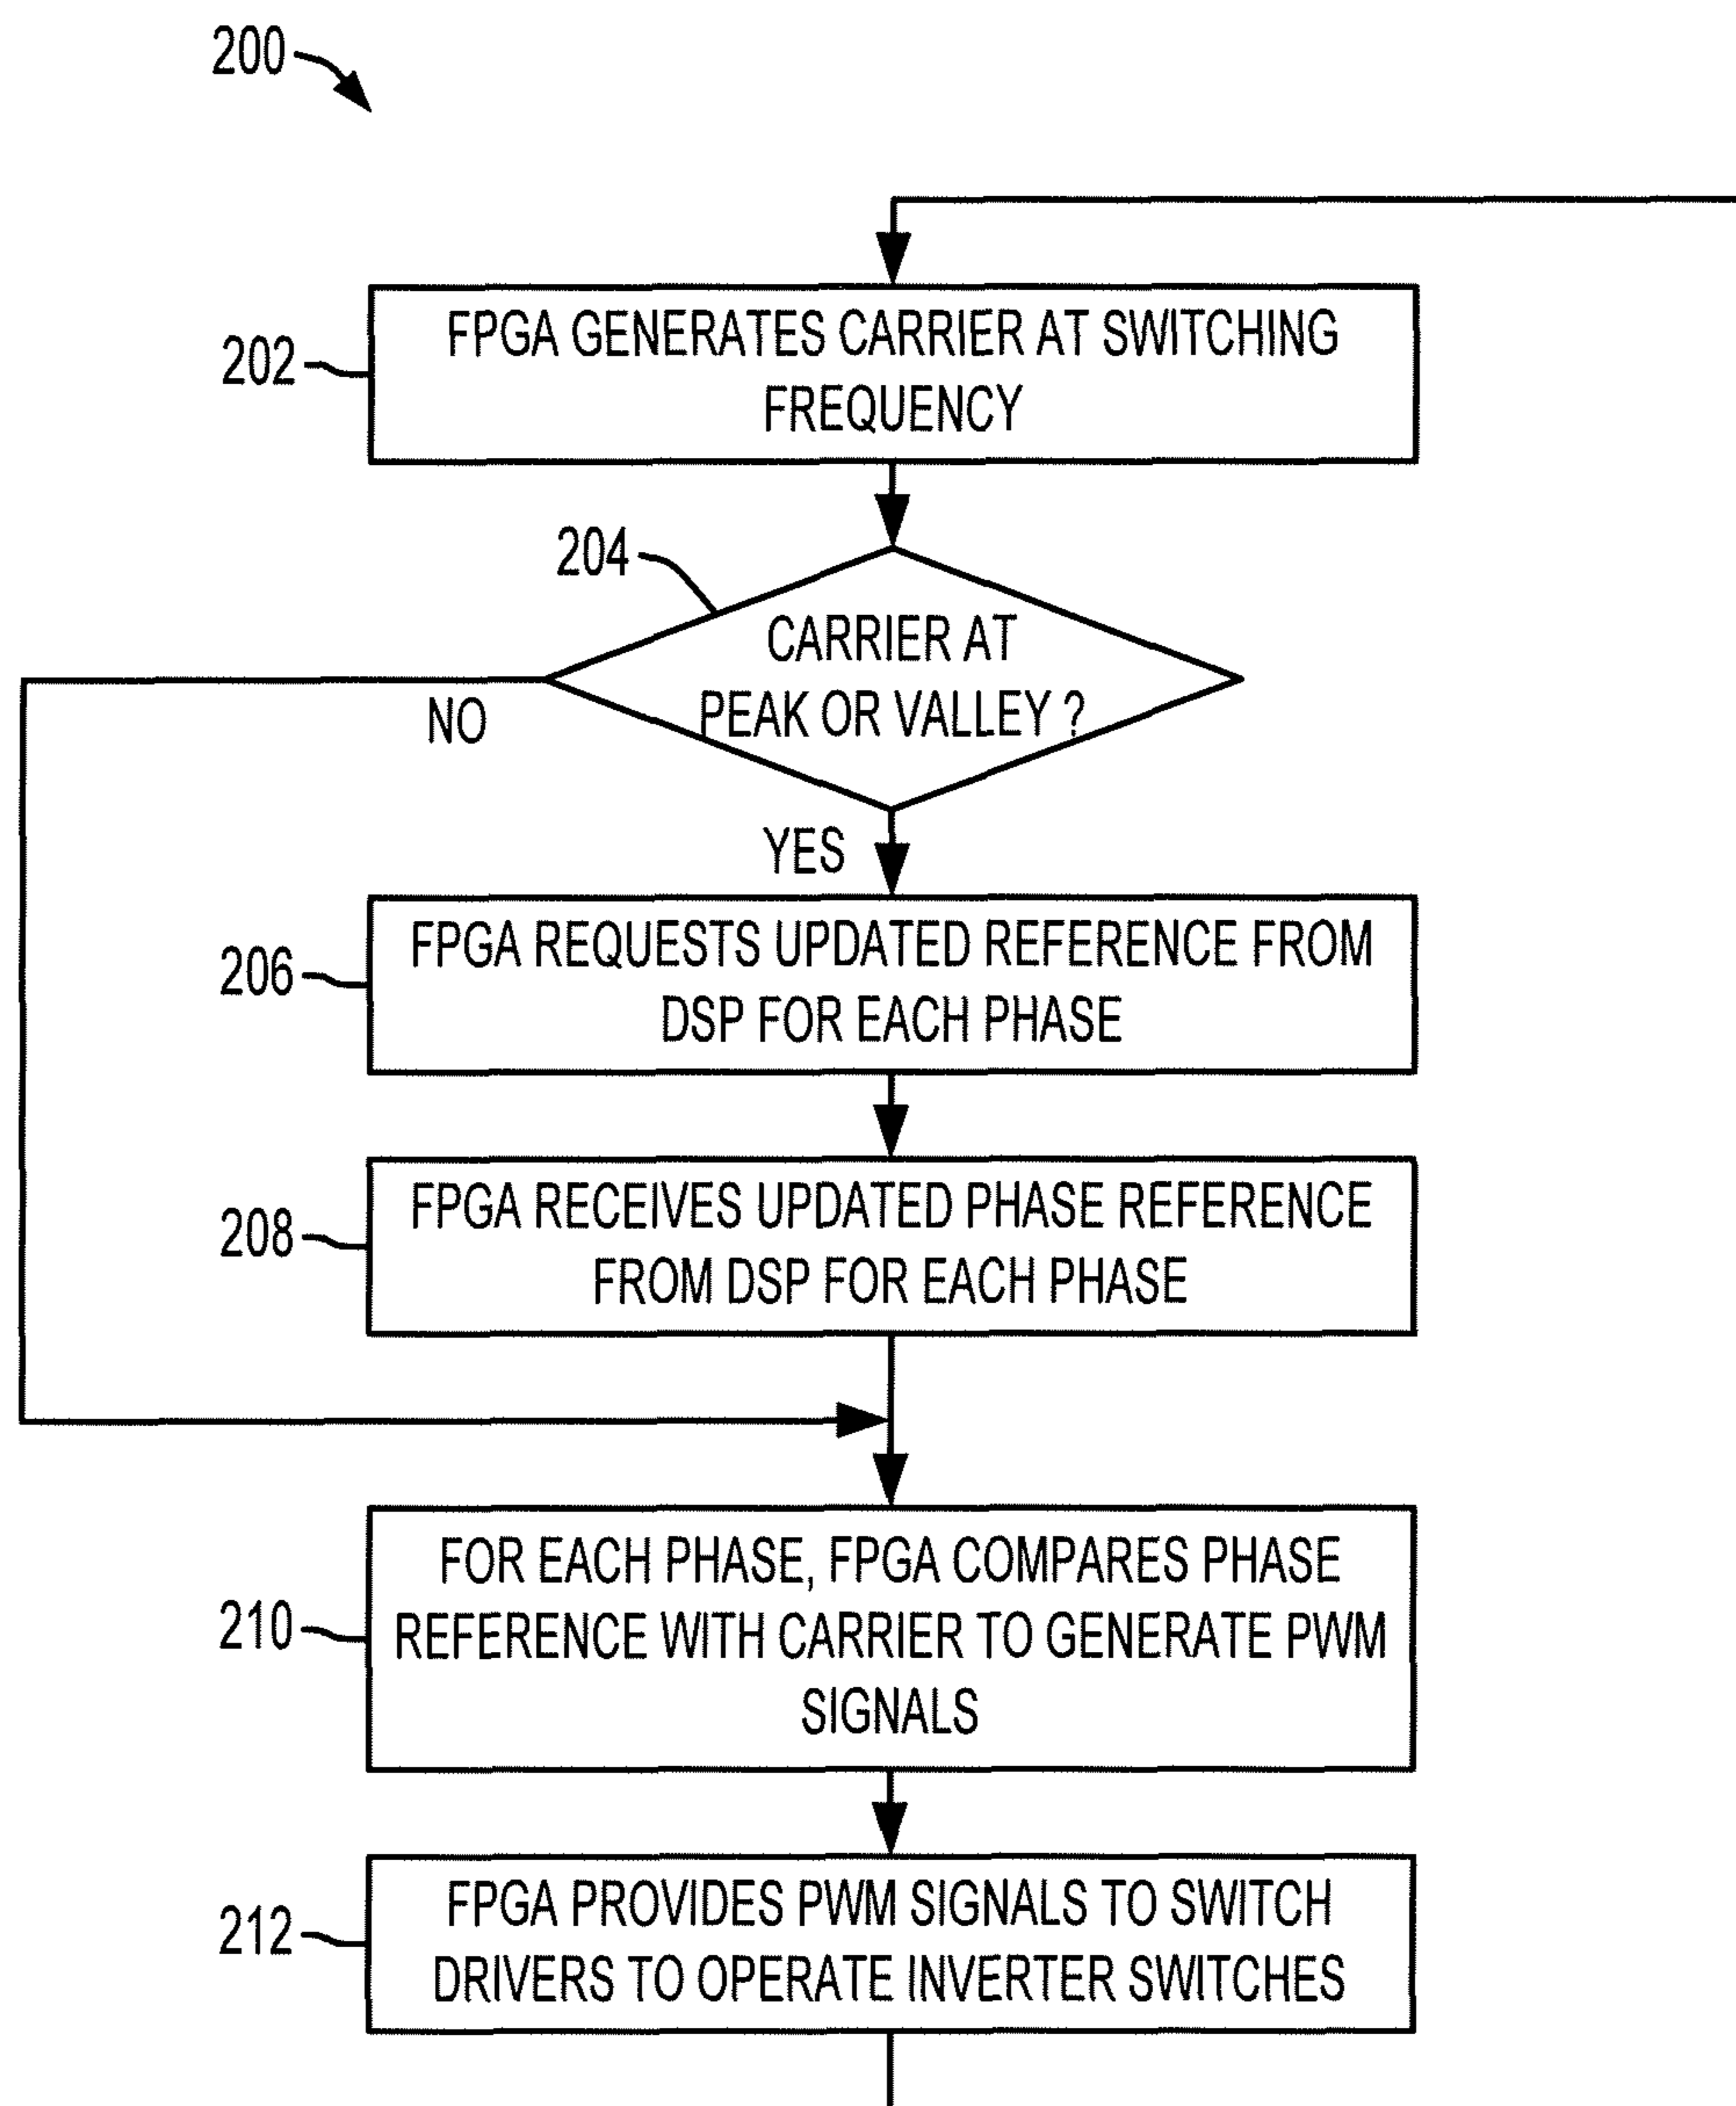 200
202
FPGA GENERATES CARRIER AT SWITCHING
FREQUENCY
204
CARRIER AT
PEAK OR VALLEY ?
NO
YES
206
FPGA REQUESTS UPDATED REFERENCE FROM
DSP FOR EACH PHASE
208
FPGA RECEIVES UPDATED PHASE REFERENCE
FROM DSP FOR EACH PHASE
210
FOR EACH PHASE, FPGA COMPARES PHASE
REFERENCE WITH CARRIER TO GENERATE PWM
SIGNALS
212
FPGA PROVIDES PWM SIGNALS TO SWITCH
DRIVERS TO OPERATE INVERTER SWITCHES